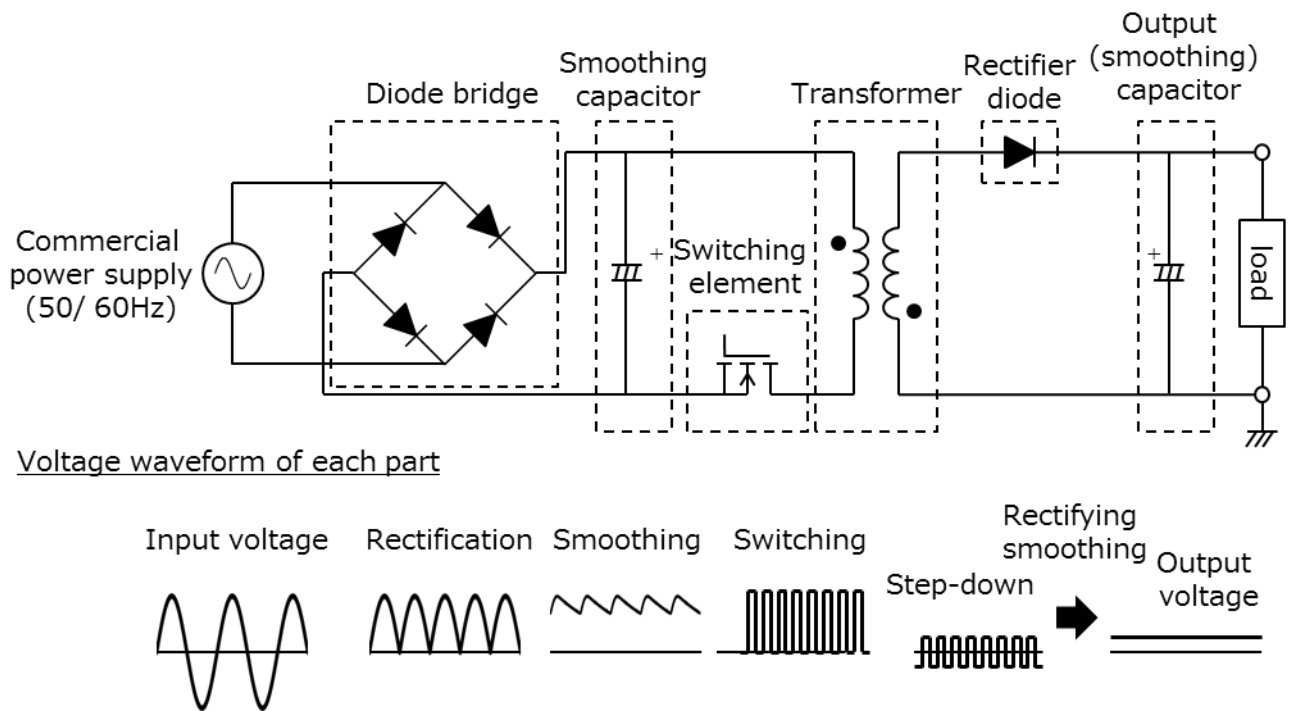 Diode bridge
Smoothing
capacitor
Transformer
Rectifier
diode
Output
(smoothing)
capacitor
Commercial
power supply
(50/ 60Hz)
+
Switching
element
+
load
Voltage waveform of each part
Input voltage
Rectification
Smoothing
Switching
Step-down
Rectifying
smoothing
Output
voltage